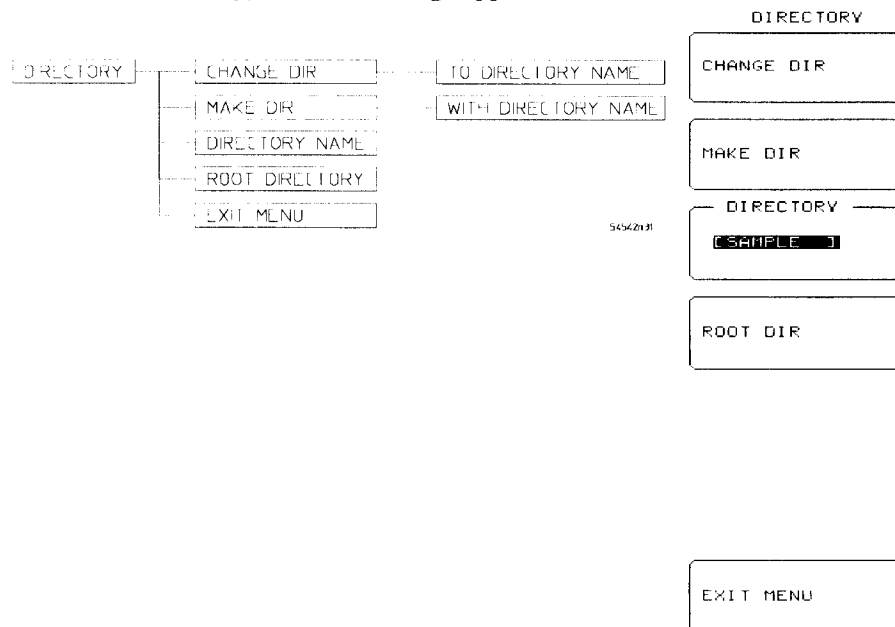 DIRECTORY
CHANGE DIR
TO DIRECTORY NAME
MAKE DIR
WITH DIRECTORY NAME
DIRECTORY NAME
ROOT DIRECTORY
EXIT MENU
54542m31
DIRECTORY
CHANGE DIR
MAKE DIR
DIRECTORY
[SAMPLE ]
ROOT DIR
EXIT MENU